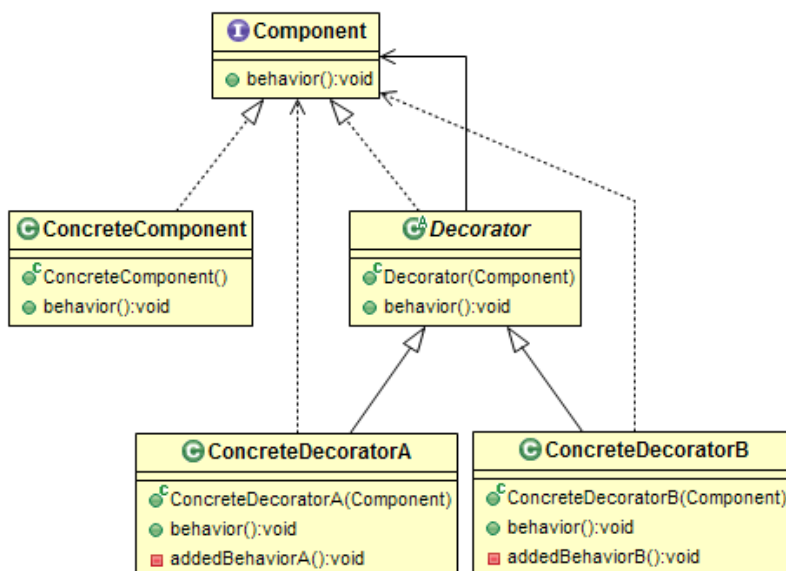 I Component
behavior():void
C ConcreteComponent
C ConcreteComponent()
behavior():void
C A Decorator
C Decorator(Component)
behavior():void
C ConcreteDecoratorA
C ConcreteDecoratorA(Component)
behavior():void
addedBehaviorA():void
C ConcreteDecoratorB
C ConcreteDecoratorB(Component)
behavior():void
addedBehaviorB():void